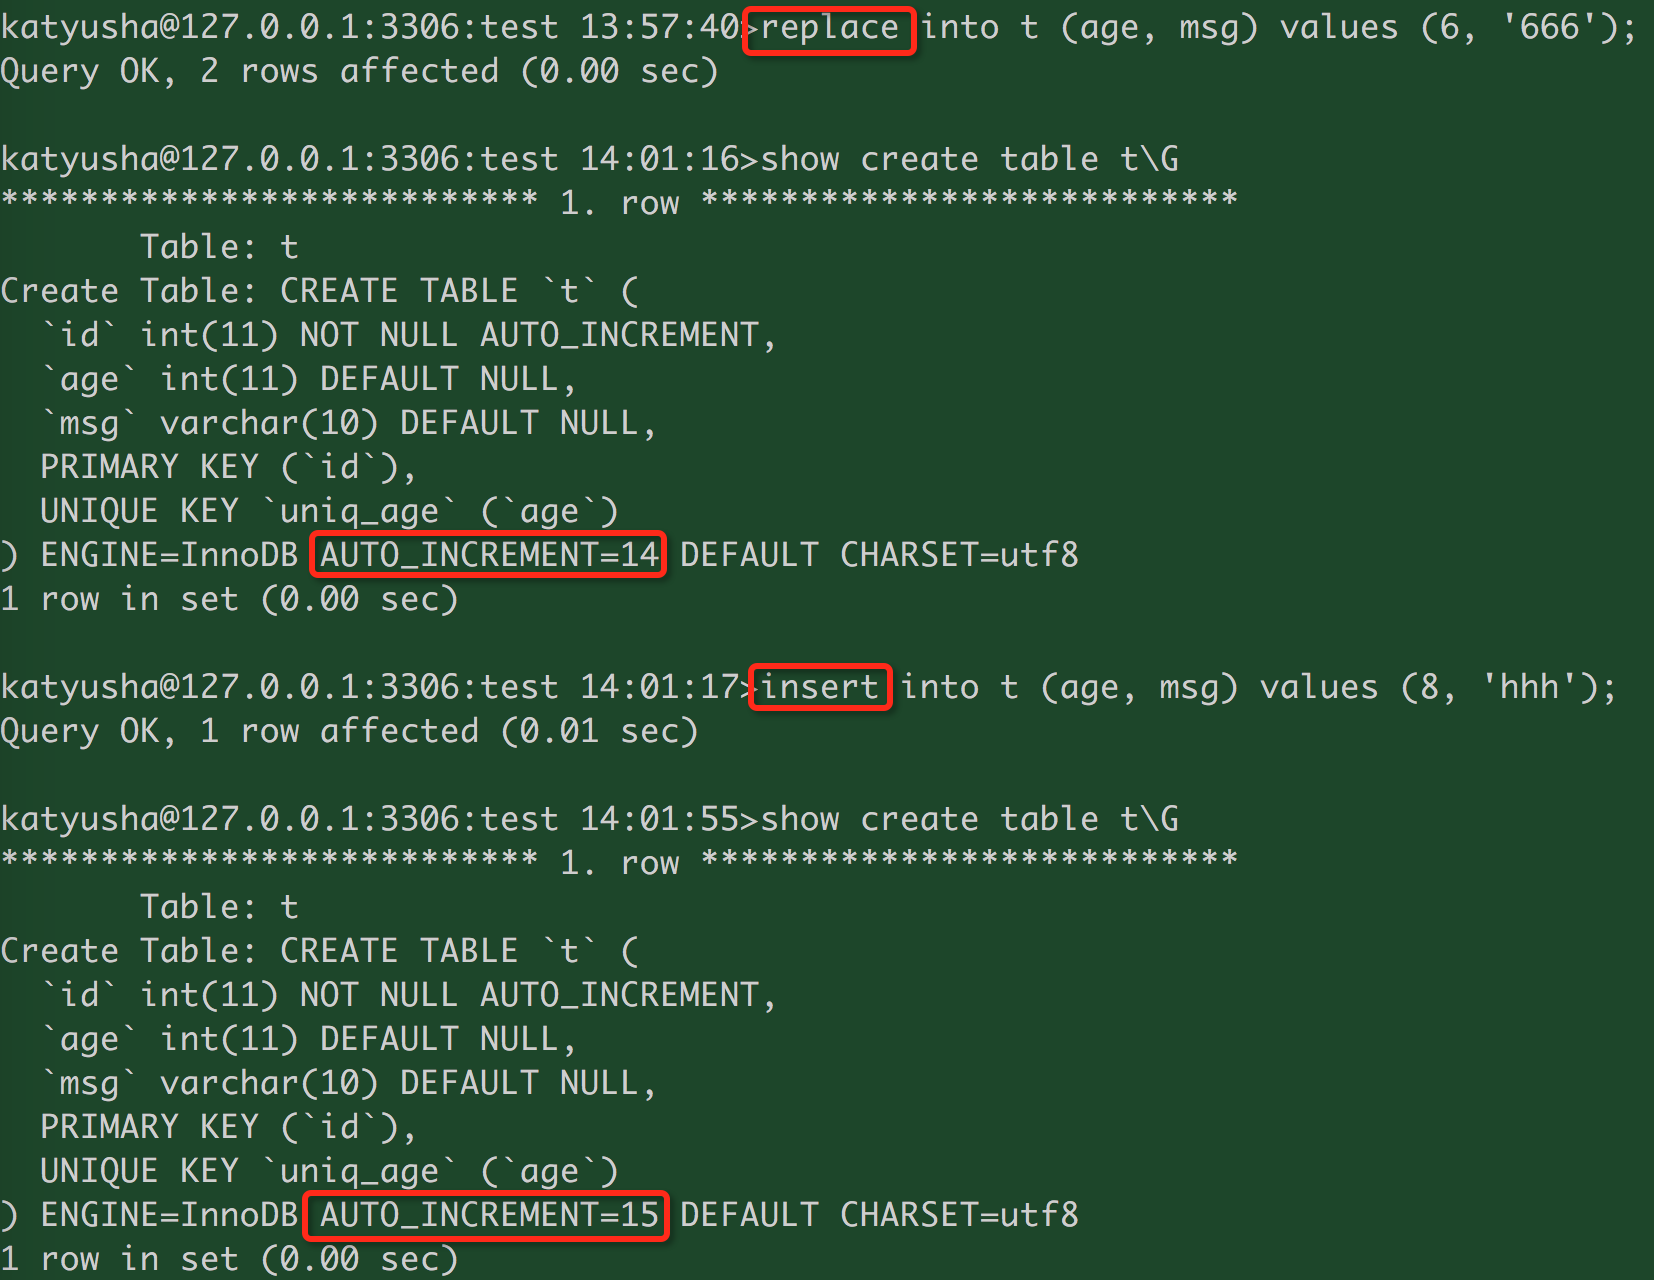 katyusha@127.0.0.1:3306:test 13:57:40>replace into t (age, msg) values (6, '666');
Query OK, 2 rows affected (0.00 sec)
katyusha@127.0.0.1:3306:test 14:01:16>show create table t\G
*************************** 1. row ***************************
       Table: t
Create Table: CREATE TABLE `t` (
  `id` int(11) NOT NULL AUTO_INCREMENT,
  `age` int(11) DEFAULT NULL,
  `msg` varchar(10) DEFAULT NULL,
  PRIMARY KEY (`id`),
  UNIQUE KEY `uniq_age` (`age`)
) ENGINE=InnoDB AUTO_INCREMENT=14 DEFAULT CHARSET=utf8
1 row in set (0.00 sec)
katyusha@127.0.0.1:3306:test 14:01:17>insert into t (age, msg) values (8, 'hhh');
Query OK, 1 row affected (0.01 sec)
katyusha@127.0.0.1:3306:test 14:01:55>show create table t\G
*************************** 1. row ***************************
       Table: t
Create Table: CREATE TABLE `t` (
  `id` int(11) NOT NULL AUTO_INCREMENT,
  `age` int(11) DEFAULT NULL,
  `msg` varchar(10) DEFAULT NULL,
  PRIMARY KEY (`id`),
  UNIQUE KEY `uniq_age` (`age`)
) ENGINE=InnoDB AUTO_INCREMENT=15 DEFAULT CHARSET=utf8
1 row in set (0.00 sec)